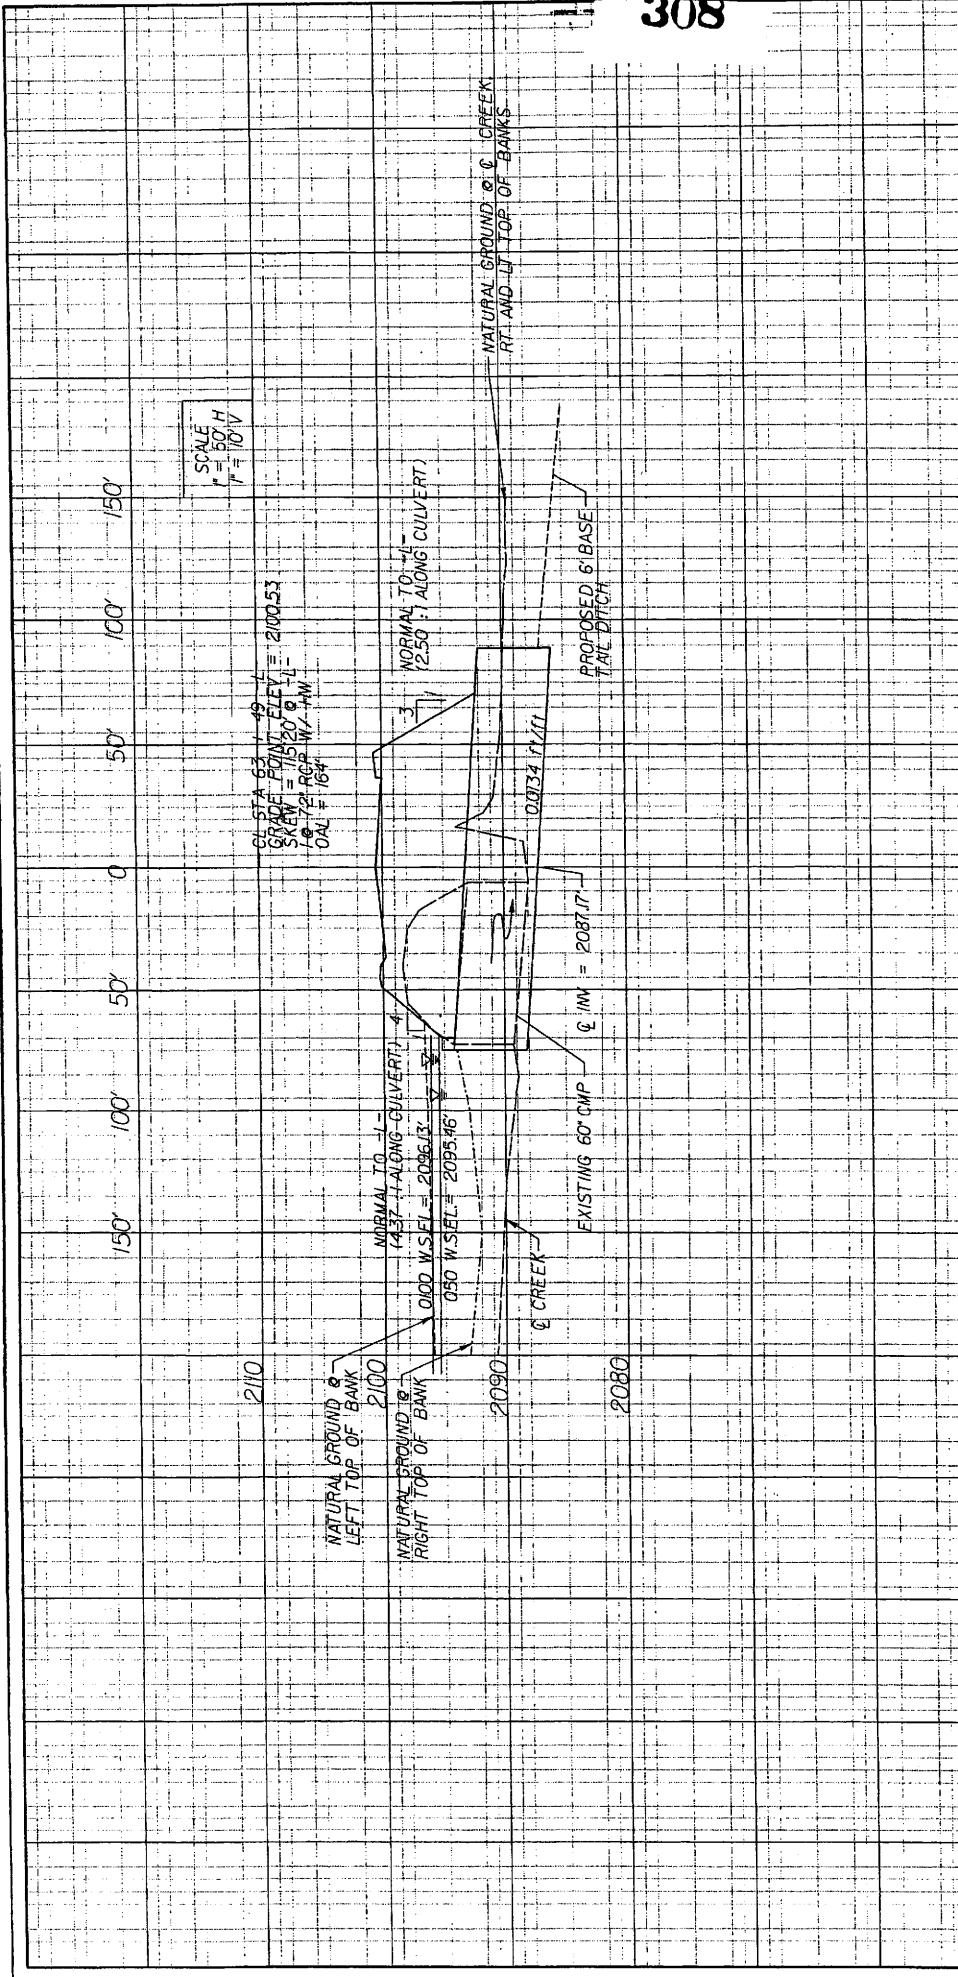 308
SCALE
1" = 50' H
1" = 10' V
150' 100' 50' 0 50' 100' 150'
CL STA 63 + 49 -L-
GRADE POINT ELEV = 2100.53
SKEW = 115°20' @ -L-
1 @ 72" RCP W/ HW
OAL = 164'
NATURAL GROUND @ ℄ CREEK,
RT. AND LT TOP OF BANKS
NORMAL TO -L-
(2.50 : 1 ALONG CULVERT)
3
1
NORMAL TO -L-
(4.37 : 1 ALONG CULVERT)
4
1
NATURAL GROUND @
LEFT TOP OF BANK
NATURAL GROUND @
RIGHT TOP OF BANK
Q100 W.S.EL. = 2096.13'
Q50 W.S.EL. = 2095.46'
2110
2100
2090
2080
0.0134 ft/ft
℄ CREEK
EXISTING 60" CMP
℄ INV = 2087.17'
PROPOSED 6' BASE
TAIL DITCH